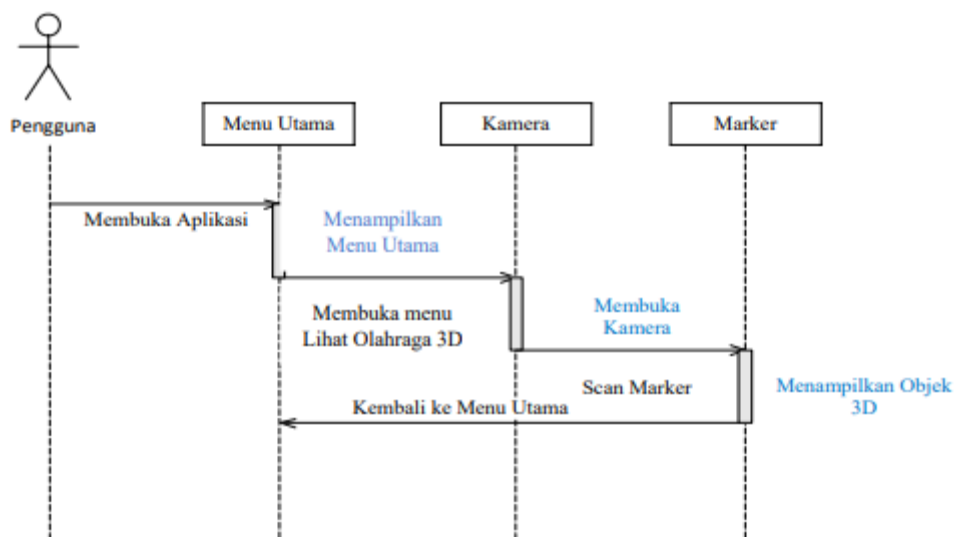 Pengguna
Menu Utama
Kamera
Marker
Membuka Aplikasi
Menampilkan
Menu Utama
Membuka menu
Lihat Olahraga 3D
Membuka
Kamera
Scan Marker
Menampilkan Objek
3D
Kembali ke Menu Utama